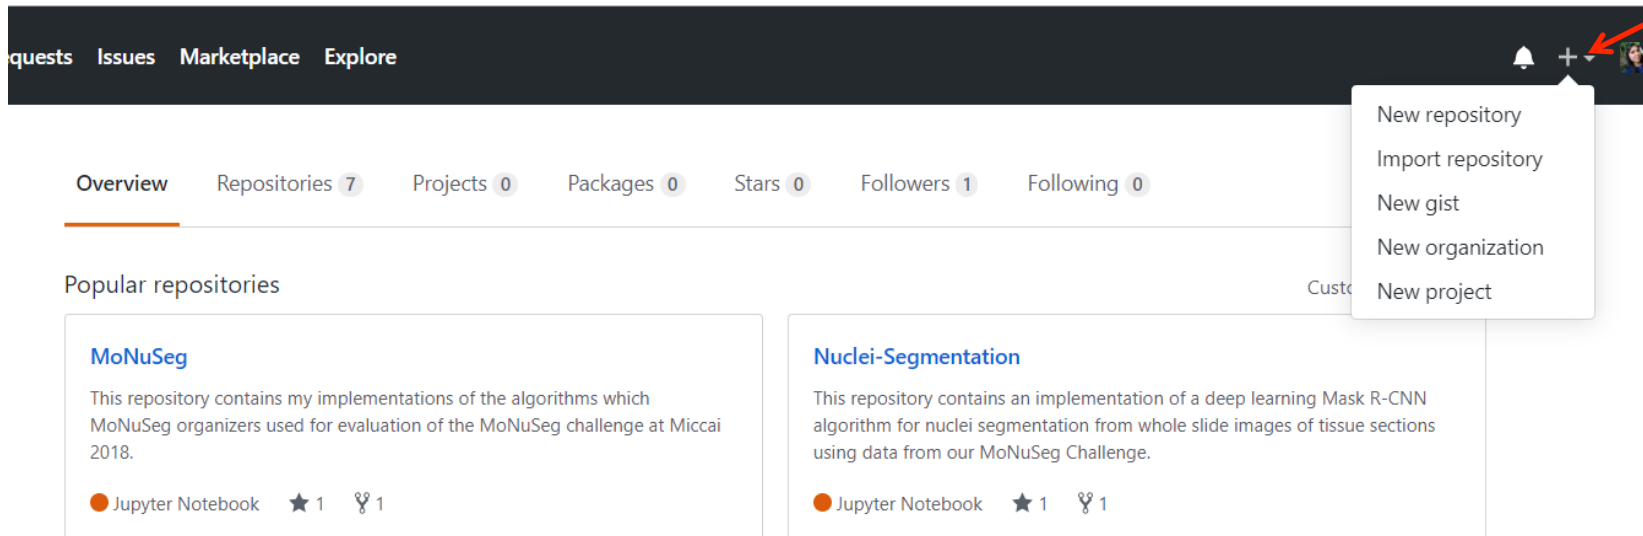 equests Issues Marketplace Explore
New repository
Import repository
New gist
New organization
New project
Overview Repositories 7 Projects 0 Packages 0 Stars 0 Followers 1 Following 0
Popular repositories
Custo
MoNuSeg
This repository contains my implementations of the algorithms which
MoNuSeg organizers used for evaluation of the MoNuSeg challenge at Miccai
2018.
Jupyter Notebook 1 1
Nuclei-Segmentation
This repository contains an implementation of a deep learning Mask R-CNN
algorithm for nuclei segmentation from whole slide images of tissue sections
using data from our MoNuSeg Challenge.
Jupyter Notebook 1 1